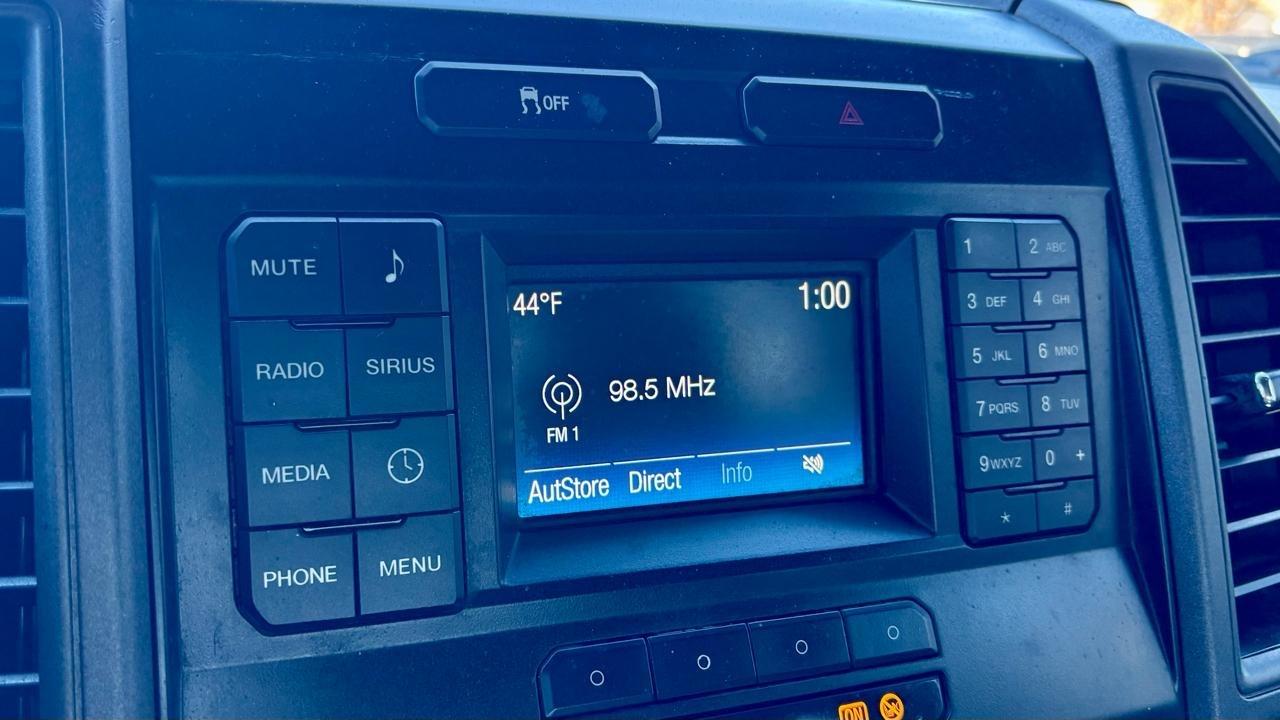 OFF
MUTE
RADIO SIRIUS
MEDIA
PHONE MENU
44°F 1:00
98.5 MHz
FM 1
AutStore Direct Info
1 2 ABC
3 DEF 4 GHI
5 JKL 6 MNO
7 PQRS 8 TUV
9 WXYZ 0 +
* #
ON